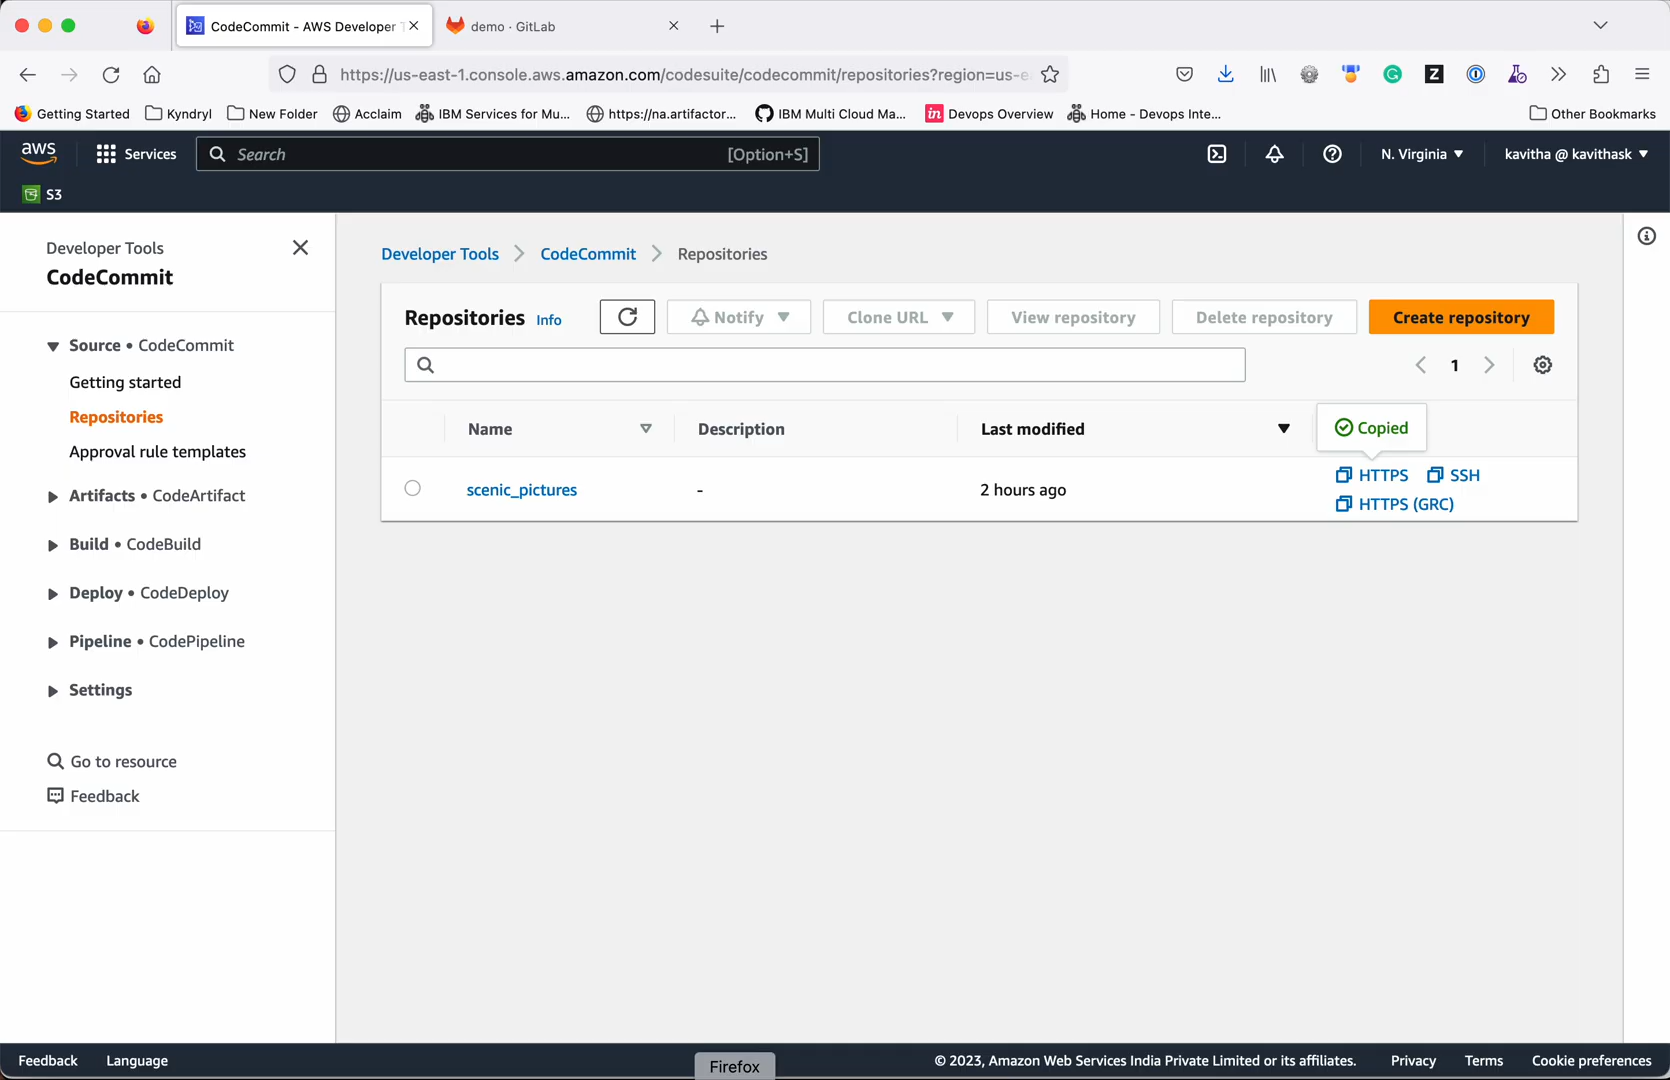 CodeCommit - AWS Developer T
demo · GitLab
https://us-east-1.console.aws.amazon.com/codesuite/codecommit/repositories?region=us-e
Getting Started
Kyndryl
New Folder
Acclaim
IBM Services for Mu...
https://na.artifactor...
IBM Multi Cloud Ma...
in Devops Overview
Home - Devops Inte...
Other Bookmarks
aws
Services
Search
[Option+S]
N. Virginia
kavitha @ kavithask
S3
Developer Tools
CodeCommit
Source • CodeCommit
Getting started
Repositories
Approval rule templates
Artifacts • CodeArtifact
Build • CodeBuild
Deploy • CodeDeploy
Pipeline • CodePipeline
Settings
Go to resource
Feedback
Developer Tools
CodeCommit
Repositories
Repositories Info
Notify
Clone URL
View repository
Delete repository
Create repository
1
Name
Description
Last modified
Copied
scenic_pictures
-
2 hours ago
HTTPS
SSH
HTTPS (GRC)
Feedback
Language
Firefox
© 2023, Amazon Web Services India Private Limited or its affiliates.
Privacy
Terms
Cookie preferences